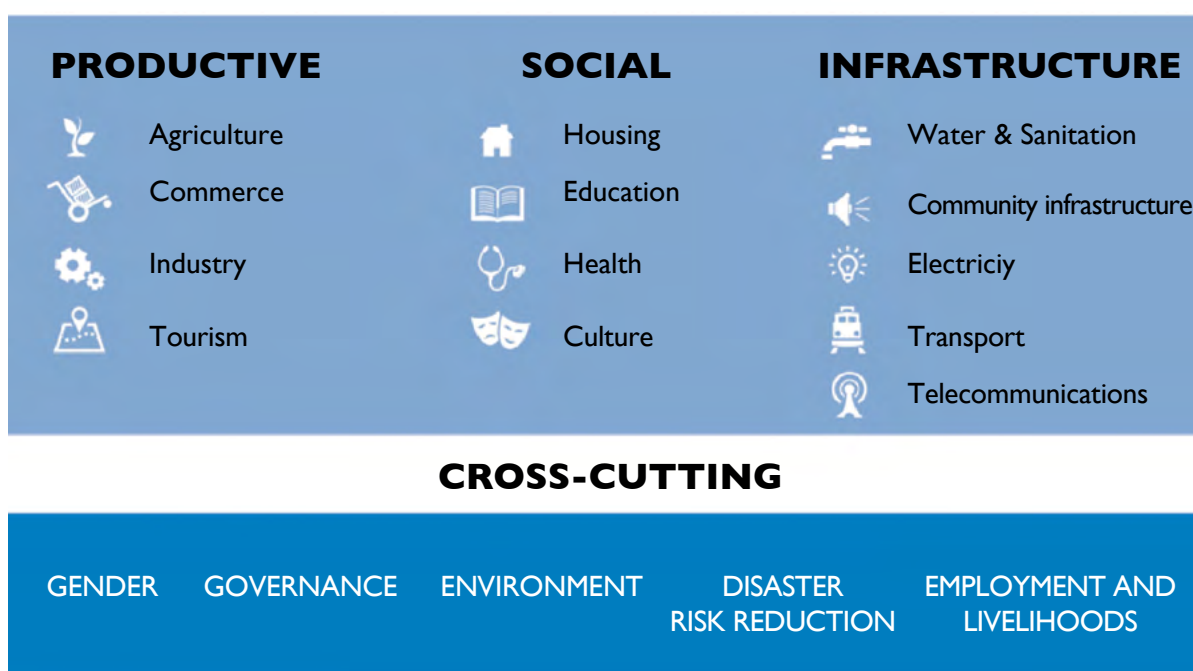 PRODUCTIVE
Agriculture
Commerce
Industry
Tourism
SOCIAL
Housing
Education
Health
Culture
INFRASTRUCTURE
Water & Sanitation
Community infrastructure
Electriciy
Transport
Telecommunications
CROSS-CUTTING
GENDER
GOVERNANCE
ENVIRONMENT
DISASTER
RISK REDUCTION
EMPLOYMENT AND
LIVELIHOODS